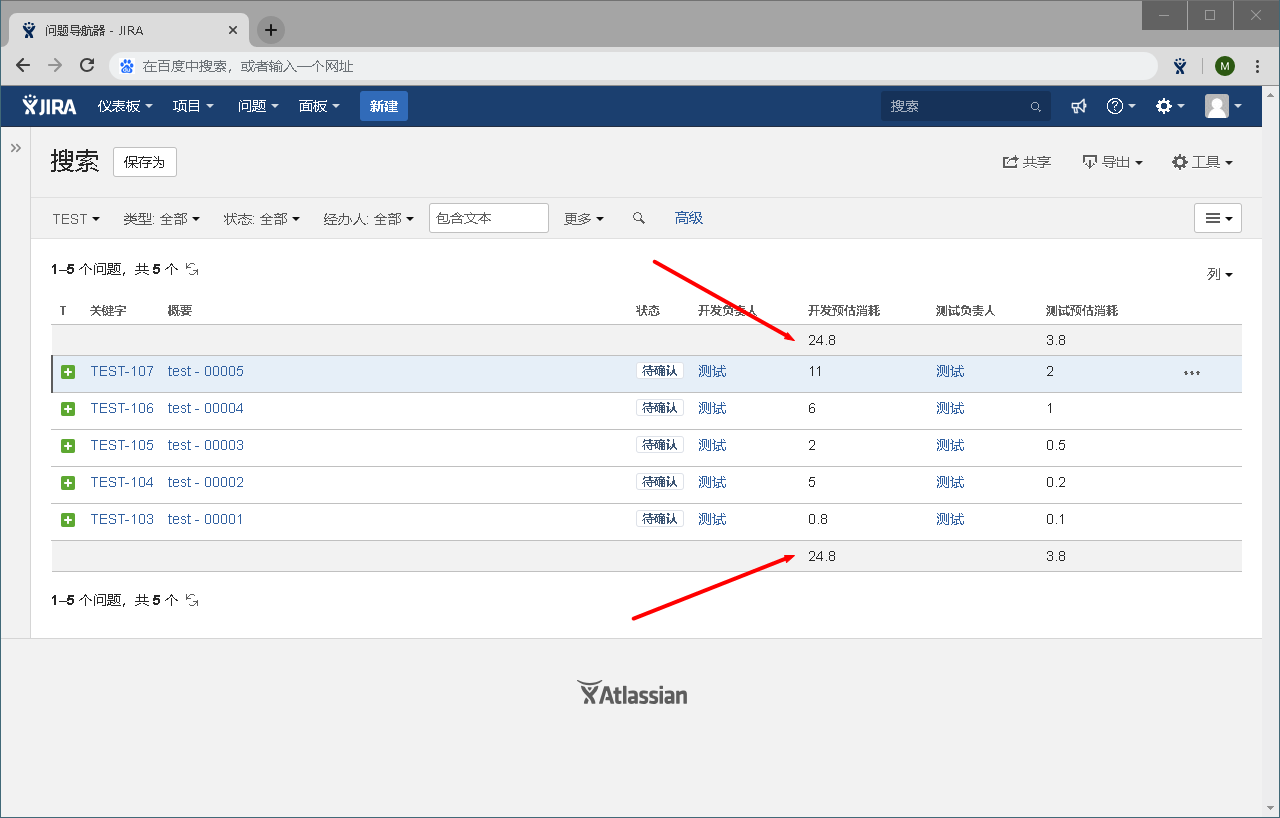 问题导航器 - JIRA
在百度中搜索，或者输入一个网址
M
JIRA 仪表板 项目 问题 面板 新建 搜索
搜索 保存为 共享 导出 工具
TEST 类型: 全部 状态: 全部 经办人: 全部 包含文本 更多 高级
1–5 个问题，共 5 个
列
T 关键字 概要 状态 开发负责人 开发预估消耗 测试负责人 测试预估消耗
24.8 3.8
TEST-107 test - 00005 待确认 测试 11 测试 2
TEST-106 test - 00004 待确认 测试 6 测试 1
TEST-105 test - 00003 待确认 测试 2 测试 0.5
TEST-104 test - 00002 待确认 测试 5 测试 0.2
TEST-103 test - 00001 待确认 测试 0.8 测试 0.1
24.8 3.8
1–5 个问题，共 5 个
Atlassian